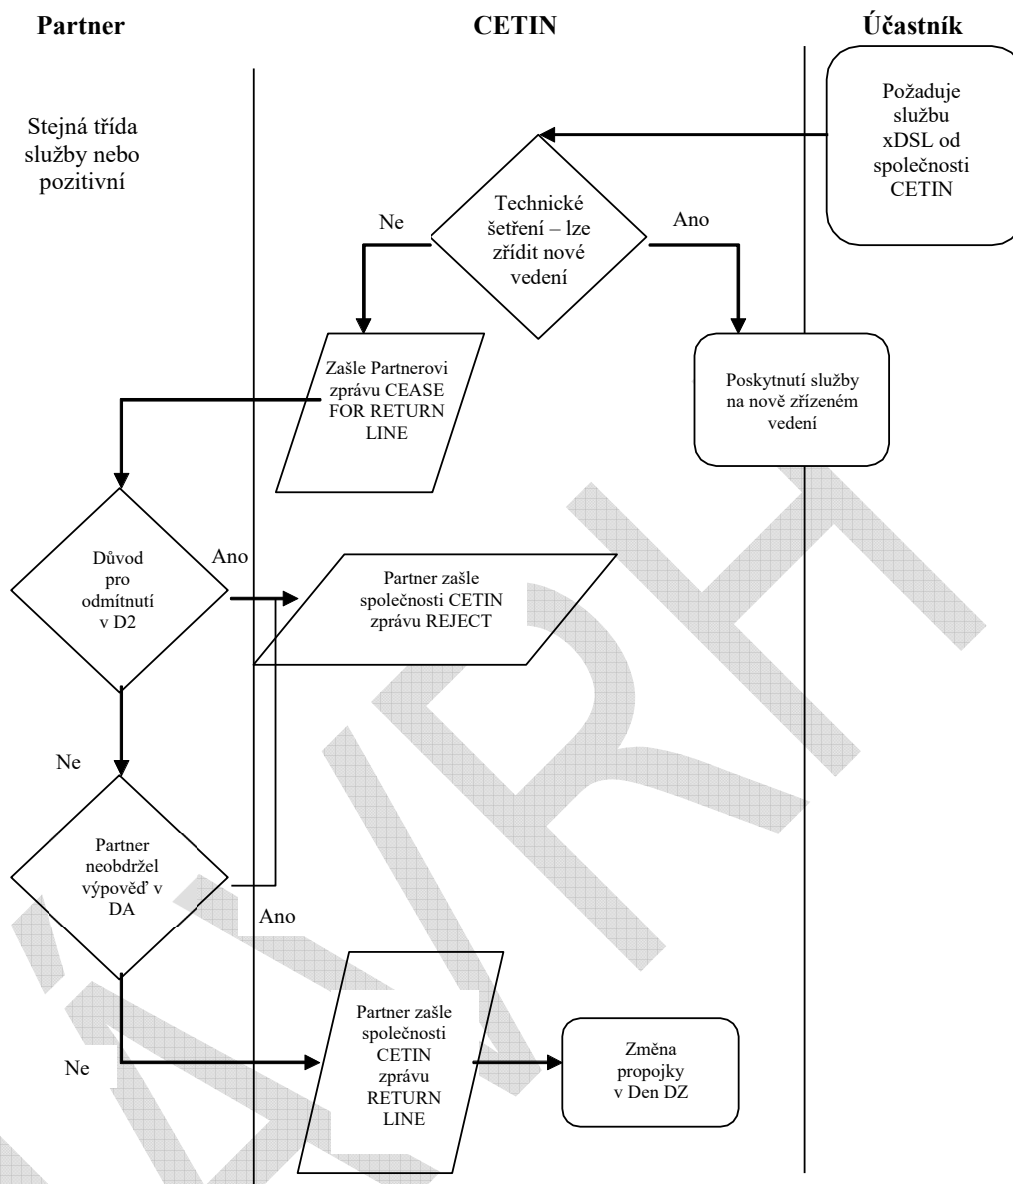 Partner
CETIN
Účastník
Stejná třída
služby nebo
pozitivní
Požaduje
službu
xDSL od
společnosti
CETIN
Technické
šetření – lze
zřídit nové
vedení
Ne
Ano
Zašle Partnerovi
zprávu CEASE
FOR RETURN
LINE
Poskytnutí služby
na nově zřízeném
vedení
Důvod
pro
odmítnutí
v D2
Ano
Partner zašle
společnosti CETIN
zprávu REJECT
Ne
Partner
neobdržel
výpověď v
DA
Ano
Ne
Partner zašle
společnosti
CETIN
zprávu
RETURN
LINE
Změna
propojky
v Den DZ
NÁVRH